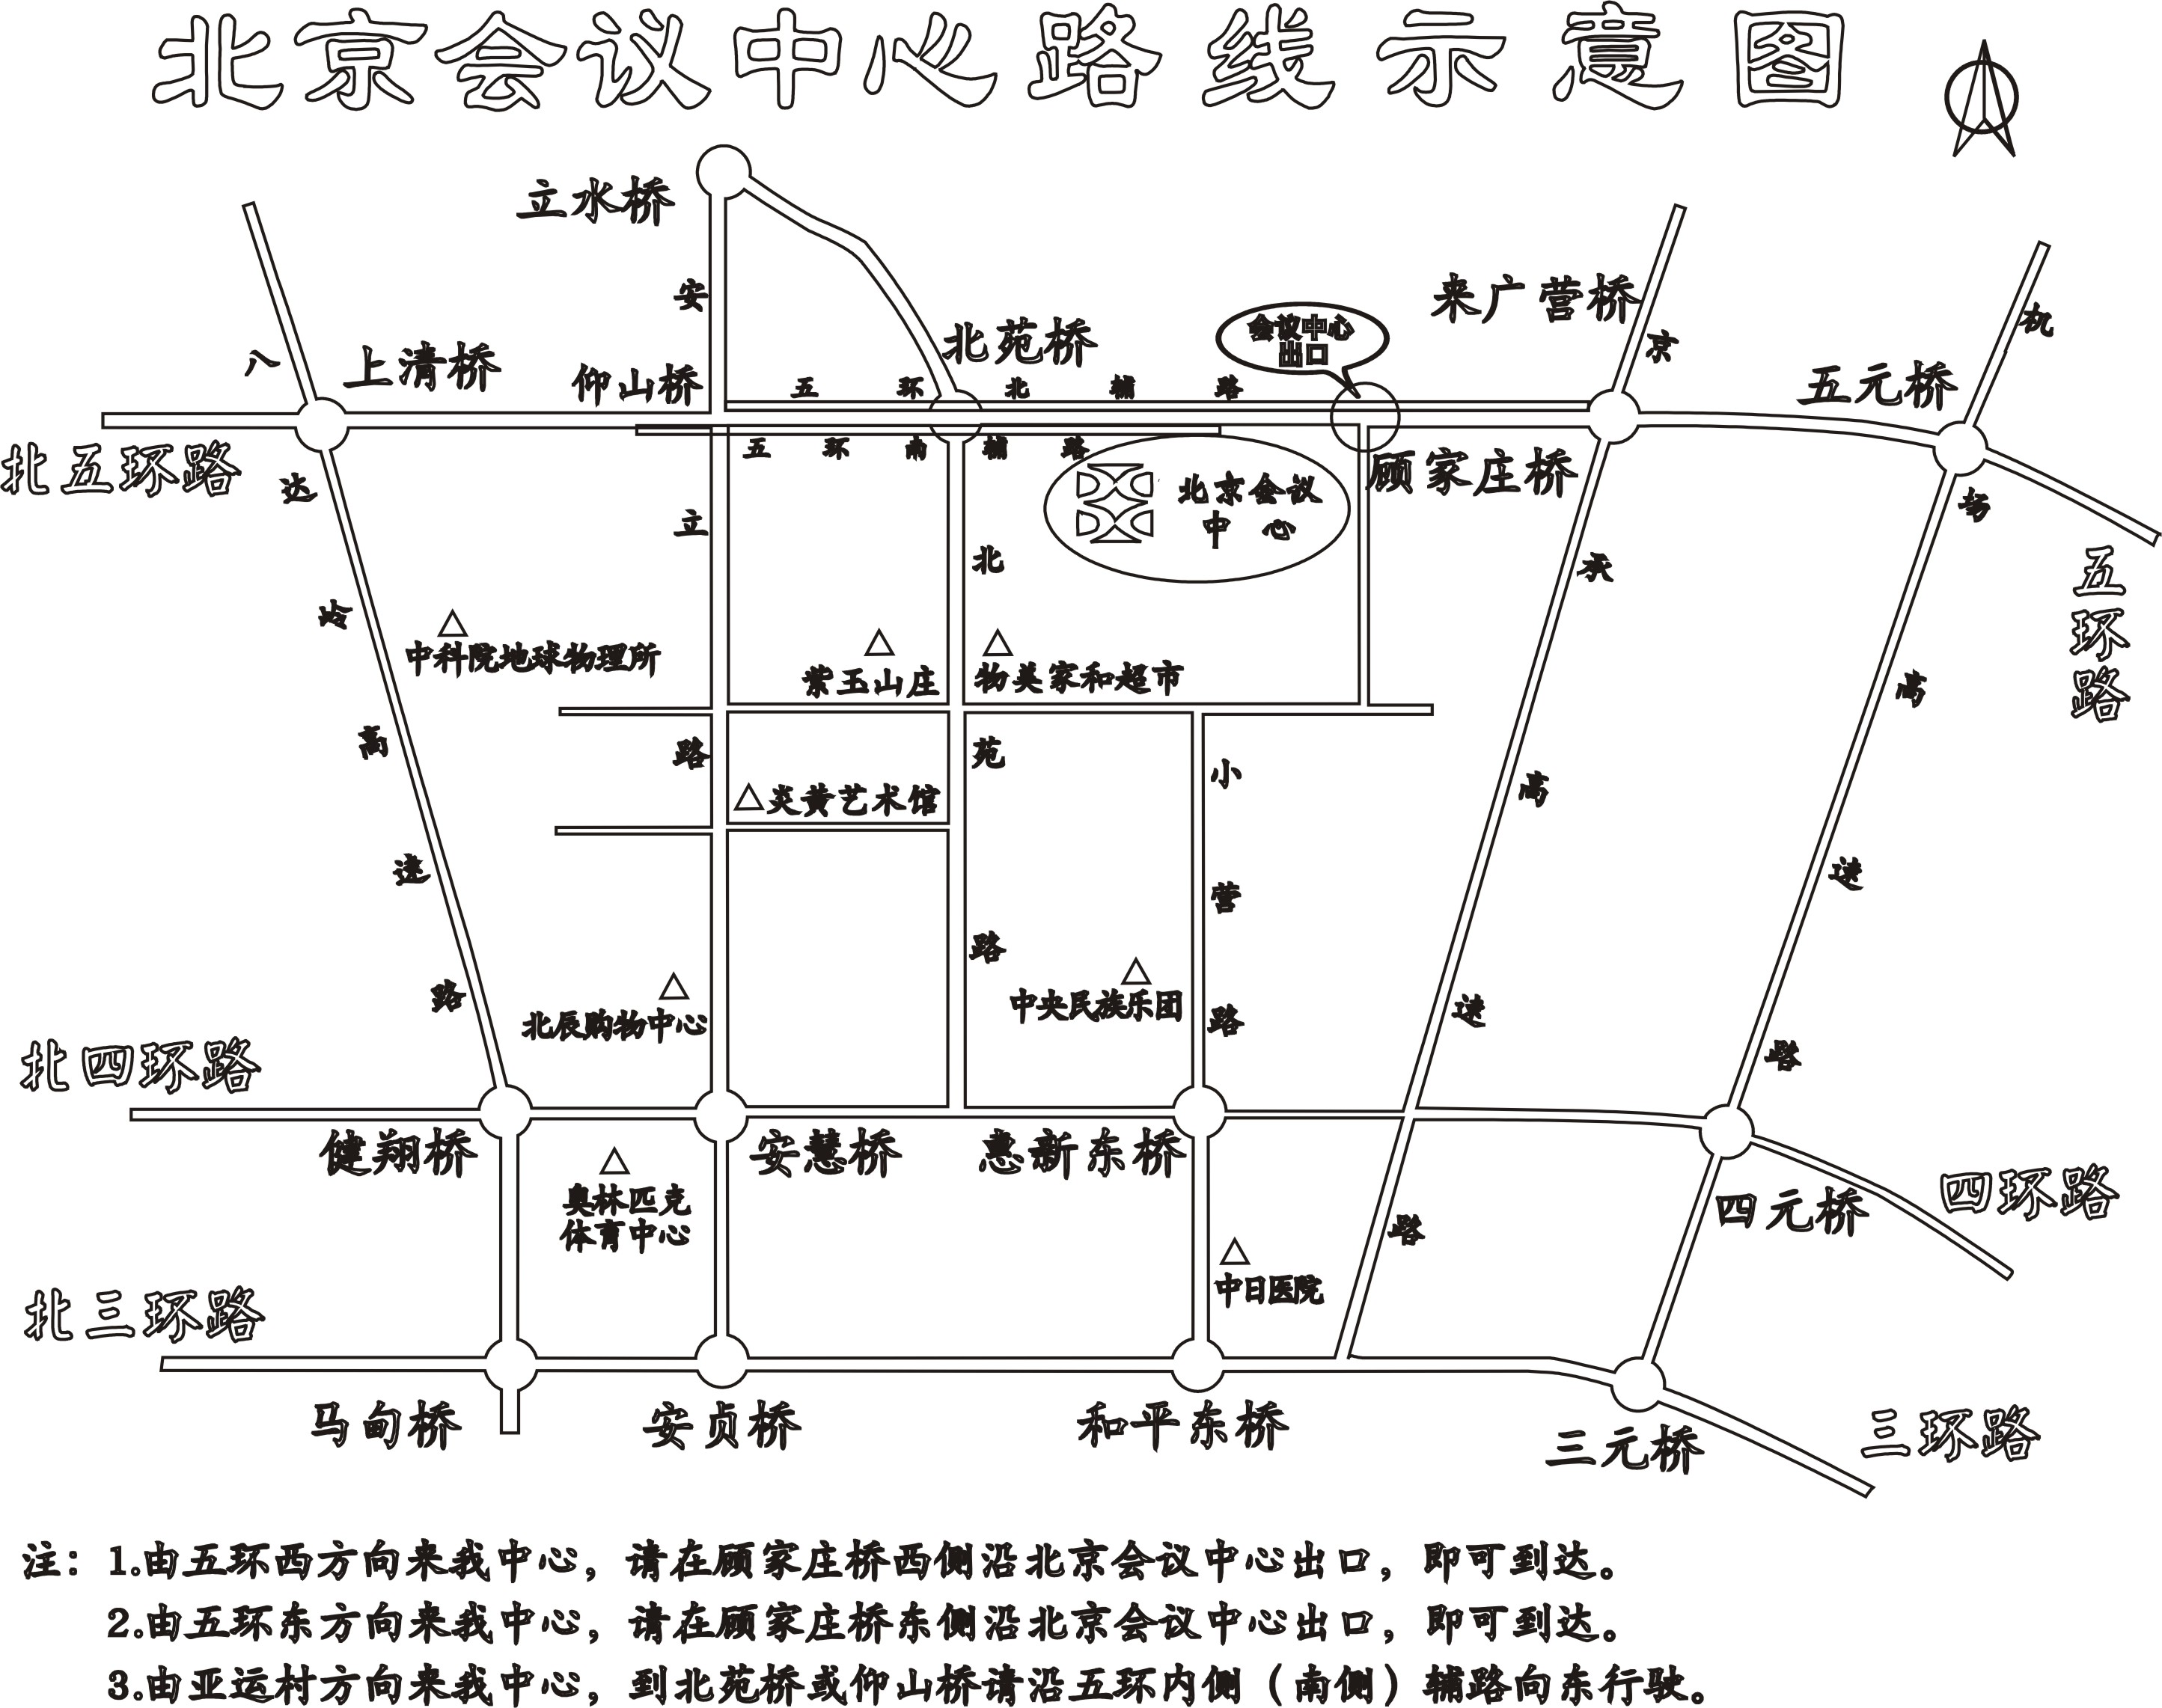 北京会议中心路线示意图
立水桥
来广营桥
会议中心
出口
北苑桥
上清桥
仰山桥
五元桥
五环北辅路
五环南辅路
北五环路
顾家庄桥
北京会议
中心
五环路
八达岭高速路
安立路
北苑路
小营路
京承高速路
机场高速路
中科院地球物理所
紫玉山庄
物美家和超市
炎黄艺术馆
北辰购物中心
中央民族乐团
北四环路
健翔桥
安慧桥
惠新东桥
四元桥
四环路
奥林匹克
体育中心
中日医院
北三环路
马甸桥
安贞桥
和平东桥
三元桥
三环路
注：1.由五环西方向来我中心，请在顾家庄桥西侧沿北京会议中心出口，即可到达。
2.由五环东方向来我中心，请在顾家庄桥东侧沿北京会议中心出口，即可到达。
3.由亚运村方向来我中心，到北苑桥或仰山桥请沿五环内侧（南侧）辅路向东行驶。